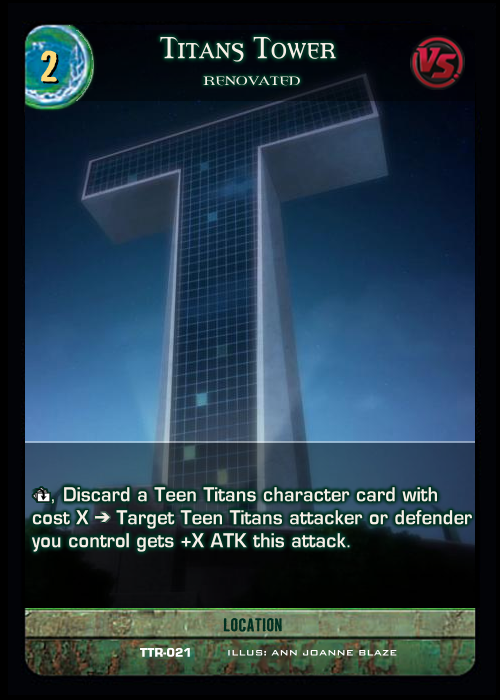 2
TITANS TOWER
VS.
RENOVATED
, Discard a Teen Titans character card with
cost X ➔ Target Teen Titans attacker or defender
you control gets +X ATK this attack.
LOCATION
TTR-021 ILLUS: ANN JOANNE BLAZE